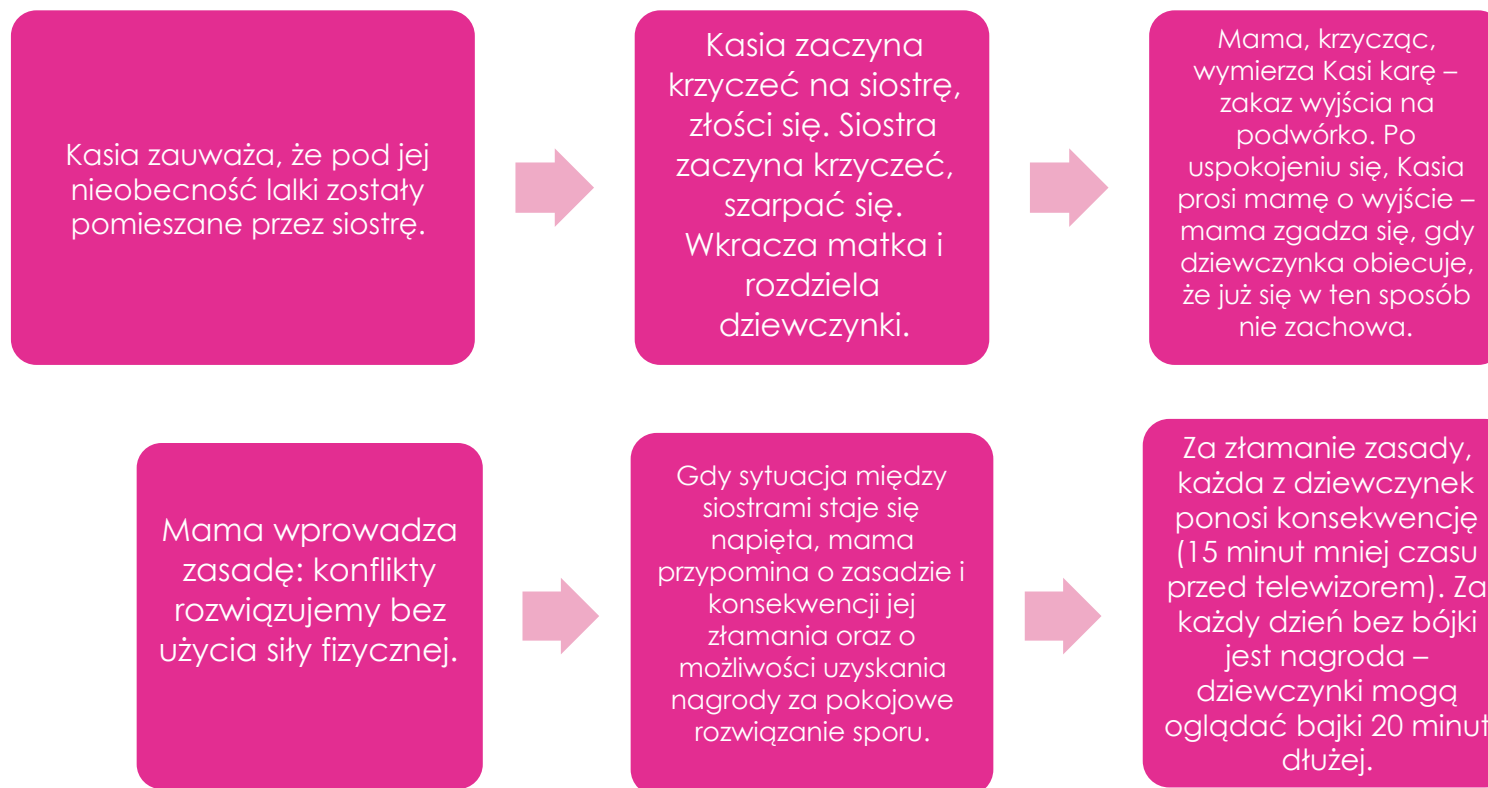 Kasia zauważa, że pod jej
nieobecność lalki zostały
pomieszane przez siostrę.
Kasia zaczyna
krzyczeć na siostrę,
złości się. Siostra
zaczyna krzyczeć,
szarpać się.
Wkracza matka i
rozdziela
dziewczynki.
Mama, krzycząc,
wymierza Kasi karę –
zakaz wyjścia na
podwórko. Po
uspokojeniu się, Kasia
prosi mamę o wyjście –
mama zgadza się, gdy
dziewczynka obiecuje,
że już się w ten sposób
nie zachowa.
Mama wprowadza
zasadę: konflikty
rozwiązujemy bez
użycia siły fizycznej.
Gdy sytuacja między
siostrami staje się
napięta, mama
przypomina o zasadzie i
konsekwencji jej
złamania oraz o
możliwości uzyskania
nagrody za pokojowe
rozwiązanie sporu.
Za złamanie zasady,
każda z dziewczynek
ponosi konsekwencję
(15 minut mniej czasu
przed telewizorem). Za
każdy dzień bez bójki
jest nagroda –
dziewczynki mogą
oglądać bajki 20 minut
dłużej.